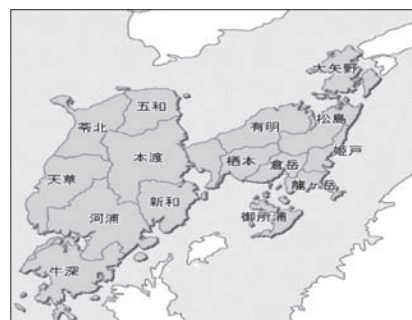 大矢野
五和
松島
苓北
有明
姫戸
本渡
栖本
倉岳
天華
龍ヶ岳
新和
河浦
御所浦
牛深